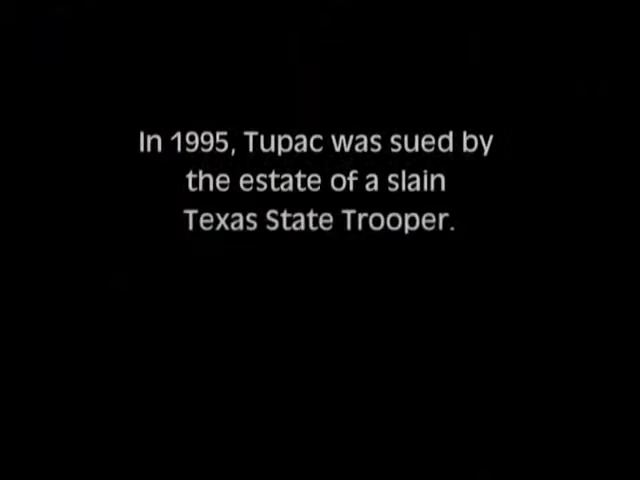 In 1995, Tupac was sued by
the estate of a slain
Texas State Trooper.